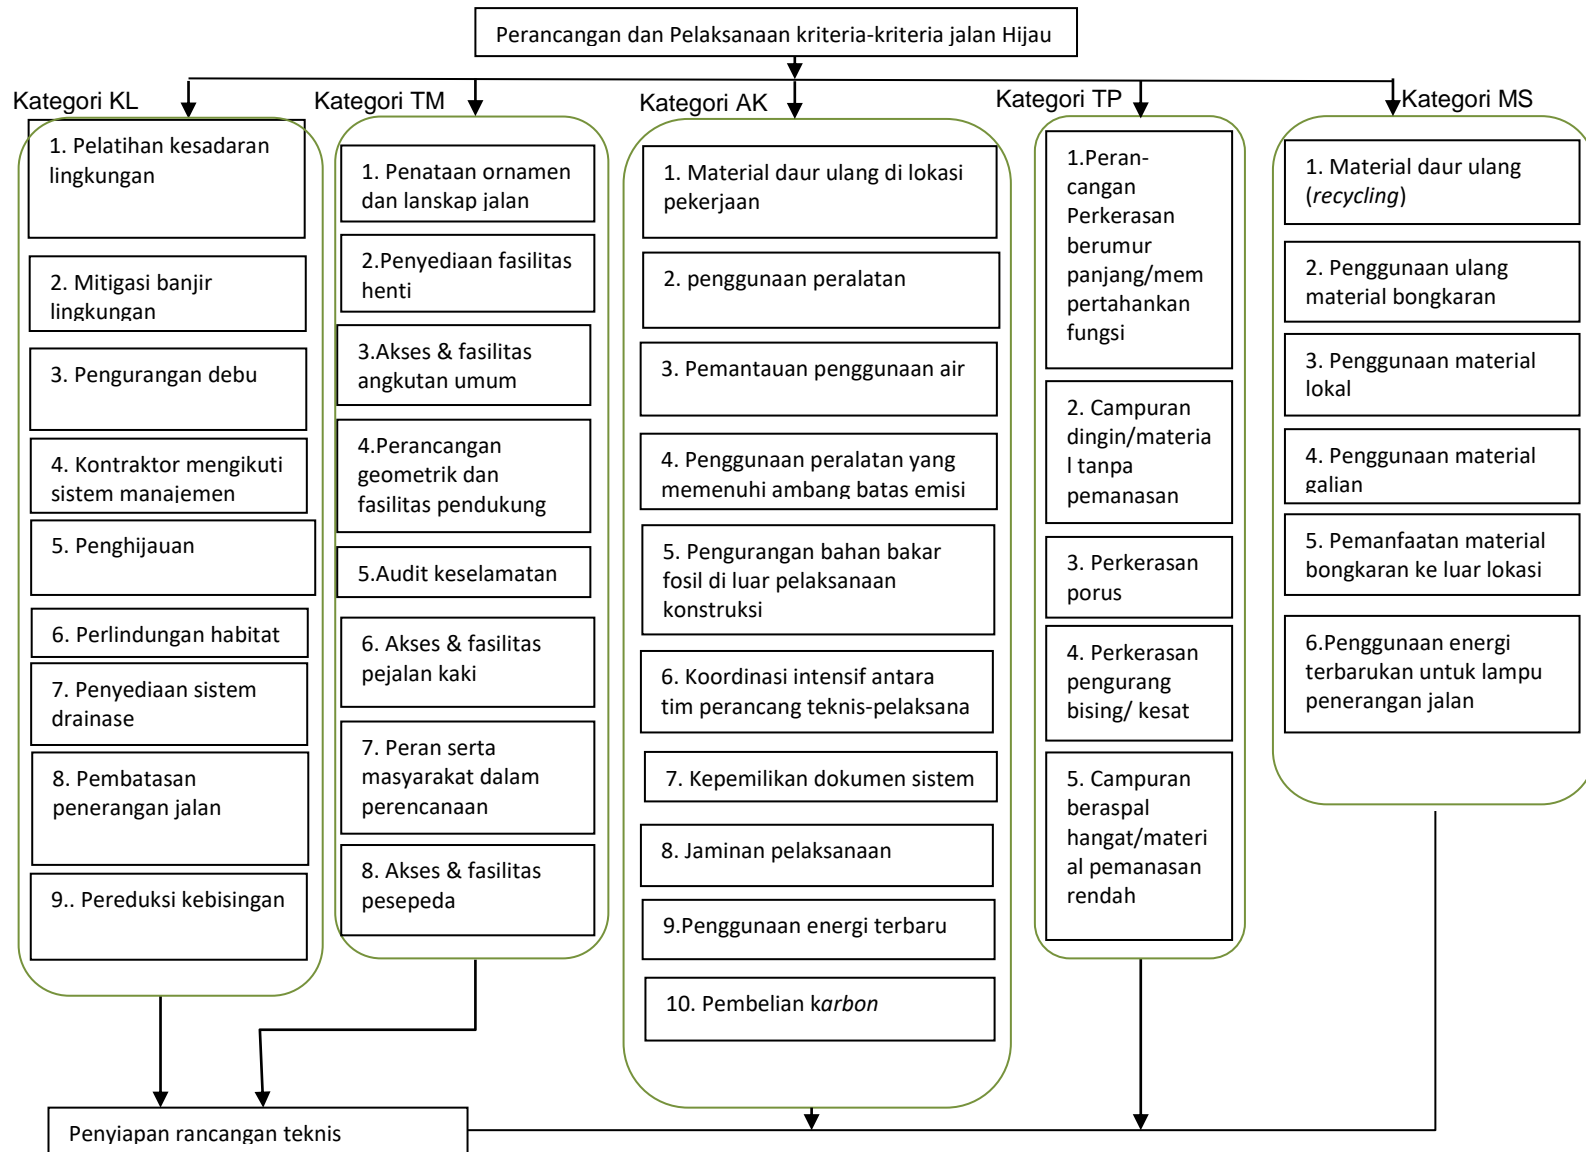 Perancangan dan Pelaksanaan kriteria-kriteria jalan Hijau
Kategori KL
1. Pelatihan kesadaran
lingkungan
2. Mitigasi banjir
lingkungan
3. Pengurangan debu
4. Kontraktor mengikuti
sistem manajemen
5. Penghijauan
6. Perlindungan habitat
7. Penyediaan sistem
drainase
8. Pembatasan
penerangan jalan
9.. Pereduksi kebisingan
Kategori TM
1. Penataan ornamen
dan lanskap jalan
2.Penyediaan fasilitas
henti
3.Akses & fasilitas
angkutan umum
4.Perancangan
geometrik dan
fasilitas pendukung
5.Audit keselamatan
6. Akses & fasilitas
pejalan kaki
7. Peran serta
masyarakat dalam
perencanaan
8. Akses & fasilitas
pesepeda
Kategori AK
1. Material daur ulang di lokasi
pekerjaan
2. penggunaan peralatan
3. Pemantauan penggunaan air
4. Penggunaan peralatan yang
memenuhi ambang batas emisi
5. Pengurangan bahan bakar
fosil di luar pelaksanaan
konstruksi
6. Koordinasi intensif antara
tim perancang teknis-pelaksana
7. Kepemilikan dokumen sistem
8. Jaminan pelaksanaan
9.Penggunaan energi terbaru
10. Pembelian karbon
Kategori TP
1.Peran-
cangan
Perkerasan
berumur
panjang/mem
pertahankan
fungsi
2. Campuran
dingin/materia
l tanpa
pemanasan
3. Perkerasan
porus
4. Perkerasan
pengurang
bising/ kesat
5. Campuran
beraspal
hangat/materi
al pemanasan
rendah
Kategori MS
1. Material daur ulang
(recycling)
2. Penggunaan ulang
material bongkaran
3. Penggunaan material
lokal
4. Penggunaan material
galian
5. Pemanfaatan material
bongkaran ke luar lokasi
6.Penggunaan energi
terbarukan untuk lampu
penerangan jalan
Penyiapan rancangan teknis